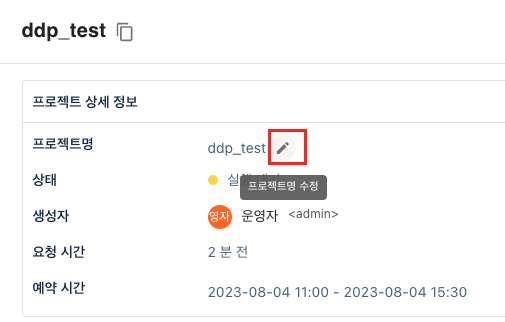 ddp_test
프로젝트 상세 정보
프로젝트명 ddp_test
프로젝트명 수정
상태
생성자 영자 운영자 <admin>
요청 시간 2 분 전
예약 시간 2023-08-04 11:00 - 2023-08-04 15:30